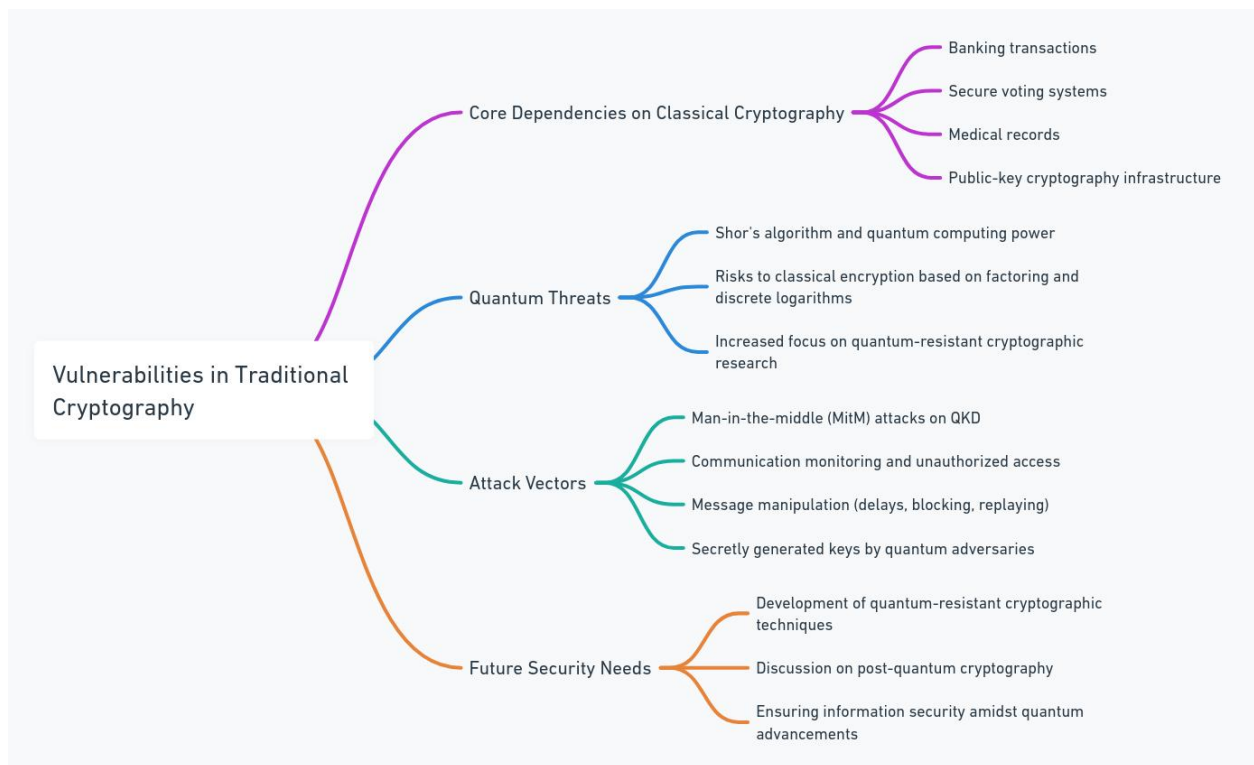 Vulnerabilities in Traditional
Cryptography
Core Dependencies on Classical Cryptography
Banking transactions
Secure voting systems
Medical records
Public-key cryptography infrastructure
Quantum Threats
Shor's algorithm and quantum computing power
Risks to classical encryption based on factoring and
discrete logarithms
Increased focus on quantum-resistant cryptographic
research
Attack Vectors
Man-in-the-middle (MitM) attacks on QKD
Communication monitoring and unauthorized access
Message manipulation (delays, blocking, replaying)
Secretly generated keys by quantum adversaries
Future Security Needs
Development of quantum-resistant cryptographic
techniques
Discussion on post-quantum cryptography
Ensuring information security amidst quantum
advancements